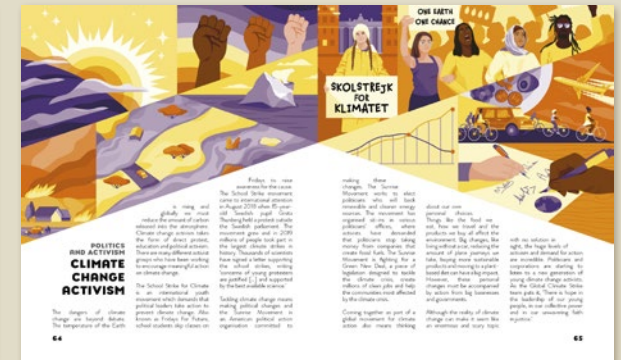 ONE EARTH
ONE CHANCE
SKOLSTREJK
FOR
KLIMATET
POLITICS
AND ACTIVISM
CLIMATE
CHANGE
ACTIVISM
The dangers of climate
change are beyond debate.
The temperature of the Earth
is rising and
globally we must
reduce the amount of carbon
released into the atmosphere.
Climate change activism takes
the form of direct protest,
education and political activism.
There are many different activist
groups who have been working
to encourage meaningful action
on climate change.
The School Strike for Climate
is an international youth
movement which demands that
political leaders take action to
prevent climate change. Also
known as Fridays For Future,
school students skip classes on
Fridays to raise
awareness for the cause.
The School Strike movement
came to international attention
in August 2018 when 15-year-
old Swedish pupil Greta
Thunberg held a protest outside
the Swedish parliament. The
movement grew and in 2019
millions of people took part in
the largest climate strikes in
history. Thousands of scientists
have signed a letter supporting
the school strikes, writing
'concerns of young protesters
are justified [...] and supported
by the best available science.'
Tackling climate change means
making political changes and
the Sunrise Movement is
an American political action
organisation committed to
making these
changes. The Sunrise
Movement works to elect
politicians who will back
renewable and cleaner energy
sources. The movement has
organised sit-ins in various
politicians' offices, where
activists have demanded
that politicians stop taking
money from companies that
create fossil fuels. The Sunrise
Movement is fighting for a
Green New Deal, a piece of
legislation designed to tackle
the climate crisis, create
millions of clean jobs and help
the communities most affected
by the climate crisis.
Coming together as part of a
global movement for climate
action also means thinking
about our own
personal choices.
Things like the food we
eat, how we travel and the
products we buy all affect the
environment. Big changes, like
living without a car, reducing the
amount of plane journeys we
take, buying more sustainable
products and moving to a plant-
based diet can have a big impact.
However, these personal
changes must be accompanied
by action from big businesses
and governments.
Although the reality of climate
change can make it seem like
an enormous and scary topic
with no solution in
sight, the huge levels of
activism and demand for action
are incredible. Politicians and
corporations are starting to
listen to a new generation of
young climate change activists.
As the Global Climate Strike
team puts it, 'There is hope in
the leadership of our young
people, in our collective power
and in our unwavering faith
in justice.'
64
65